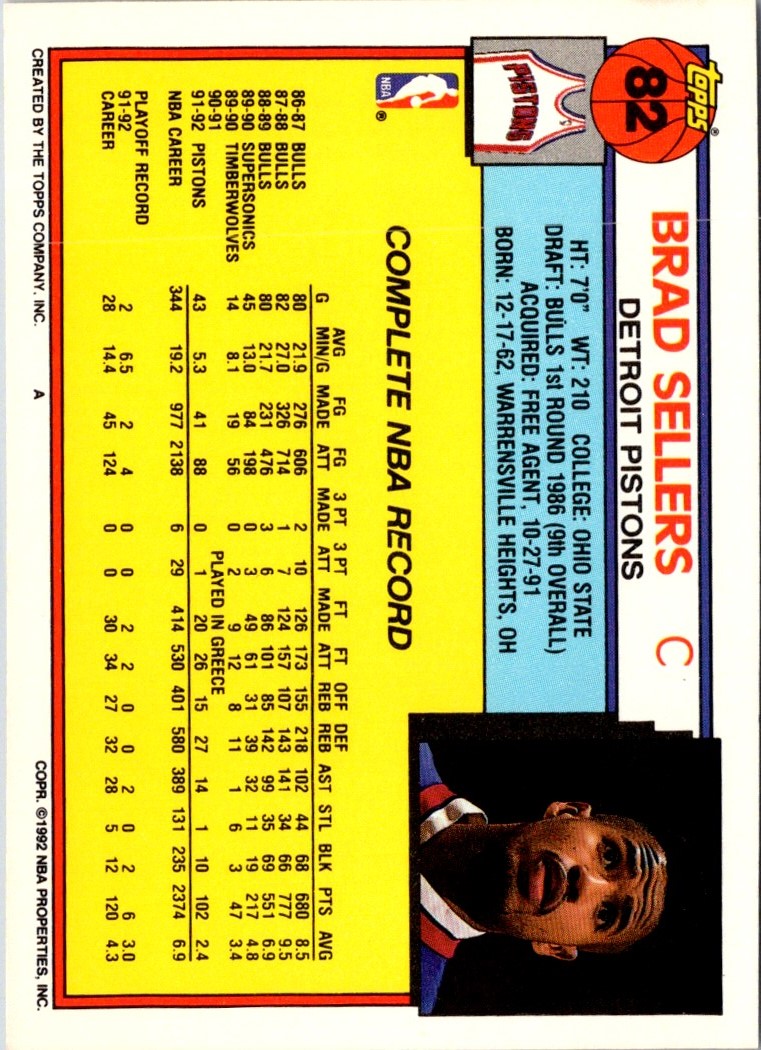 topps®
82
PISTONS
BRAD SELLERS C
DETROIT PISTONS
HT: 7'0" WT: 210 COLLEGE: OHIO STATE
DRAFT: BULLS 1st ROUND 1986 (9th OVERALL)
ACQUIRED: FREE AGENT, 10-27-91
BORN: 12-17-62, WARRENSVILLE HEIGHTS, OH
NBA ®
COMPLETE NBA RECORD
AVG FG FG 3 PT 3 PT FT FT OFF DEF
G MIN/G MADE ATT MADE ATT MADE ATT REB REB AST STL BLK PTS AVG
86-87 BULLS 80 21.9 276 606 2 10 126 173 155 218 102 44 68 680 8.5
87-88 BULLS 82 27.0 326 714 1 7 124 157 107 143 141 34 66 777 9.5
88-89 BULLS 80 21.7 231 476 3 6 86 101 85 142 99 35 69 551 6.9
89-90 SUPERSONICS 45 13.0 84 198 0 3 49 61 31 39 32 11 19 217 4.8
89-90 TIMBERWOLVES 14 8.1 19 56 0 2 9 12 8 11 1 6 3 47 3.4
90-91 PLAYED IN GREECE
91-92 PISTONS 43 5.3 41 88 0 1 20 26 15 27 14 1 10 102 2.4
NBA CAREER 344 19.2 977 2138 6 29 414 530 401 580 389 131 235 2374 6.9
PLAYOFF RECORD
91-92 2 6.5 2 4 0 0 2 2 0 0 2 0 2 6 3.0
CAREER 28 14.4 45 124 0 0 30 34 27 32 28 5 12 120 4.3
CREATED BY THE TOPPS COMPANY, INC. A COPR. ©1992 NBA PROPERTIES, INC.